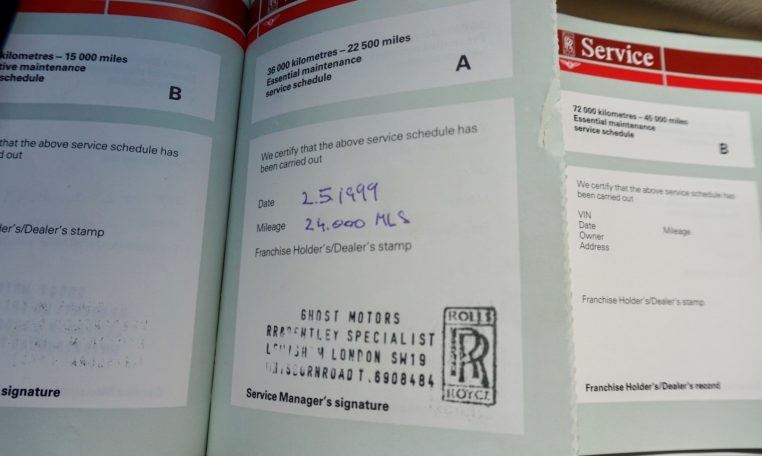 kilometres – 15 000 miles
tive maintenance
schedule
B
that the above service schedule has
d out
er's/Dealer's stamp
signature
36 000 kilometres – 22 500 miles
Essential maintenance
service schedule
A
We certify that the above service schedule has
been carried out
Date 2.5.1999
Mileage 24.000 MLS
Franchise Holder's/Dealer's stamp
GHOST MOTORS
SPECIALIST
LONDON SW19
ROAD T.6908484
ROLLS
RR
ROYCE
Service Manager's signature
Service
72 000 kilometres – 45 000 miles
Essential maintenance
service schedule
B
We certify that the above service schedule has
been carried out
VIN
Date Mileage
Owner
Address
Franchise Holder's/Dealer's stamp
Franchise Holder's/Dealer's record